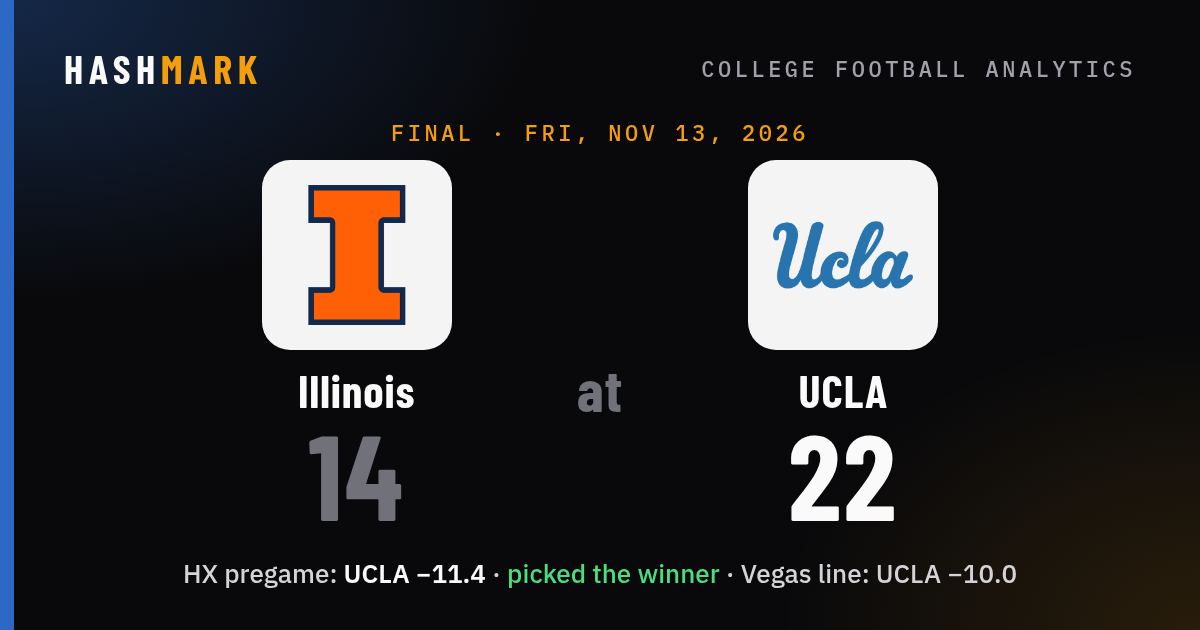 HASHMARK
COLLEGE FOOTBALL ANALYTICS
FINAL · FRI, NOV 13, 2026
I
Ucla
Illinois
at
UCLA
14
22
HX pregame: UCLA −11.4 · picked the winner · Vegas line: UCLA −10.0